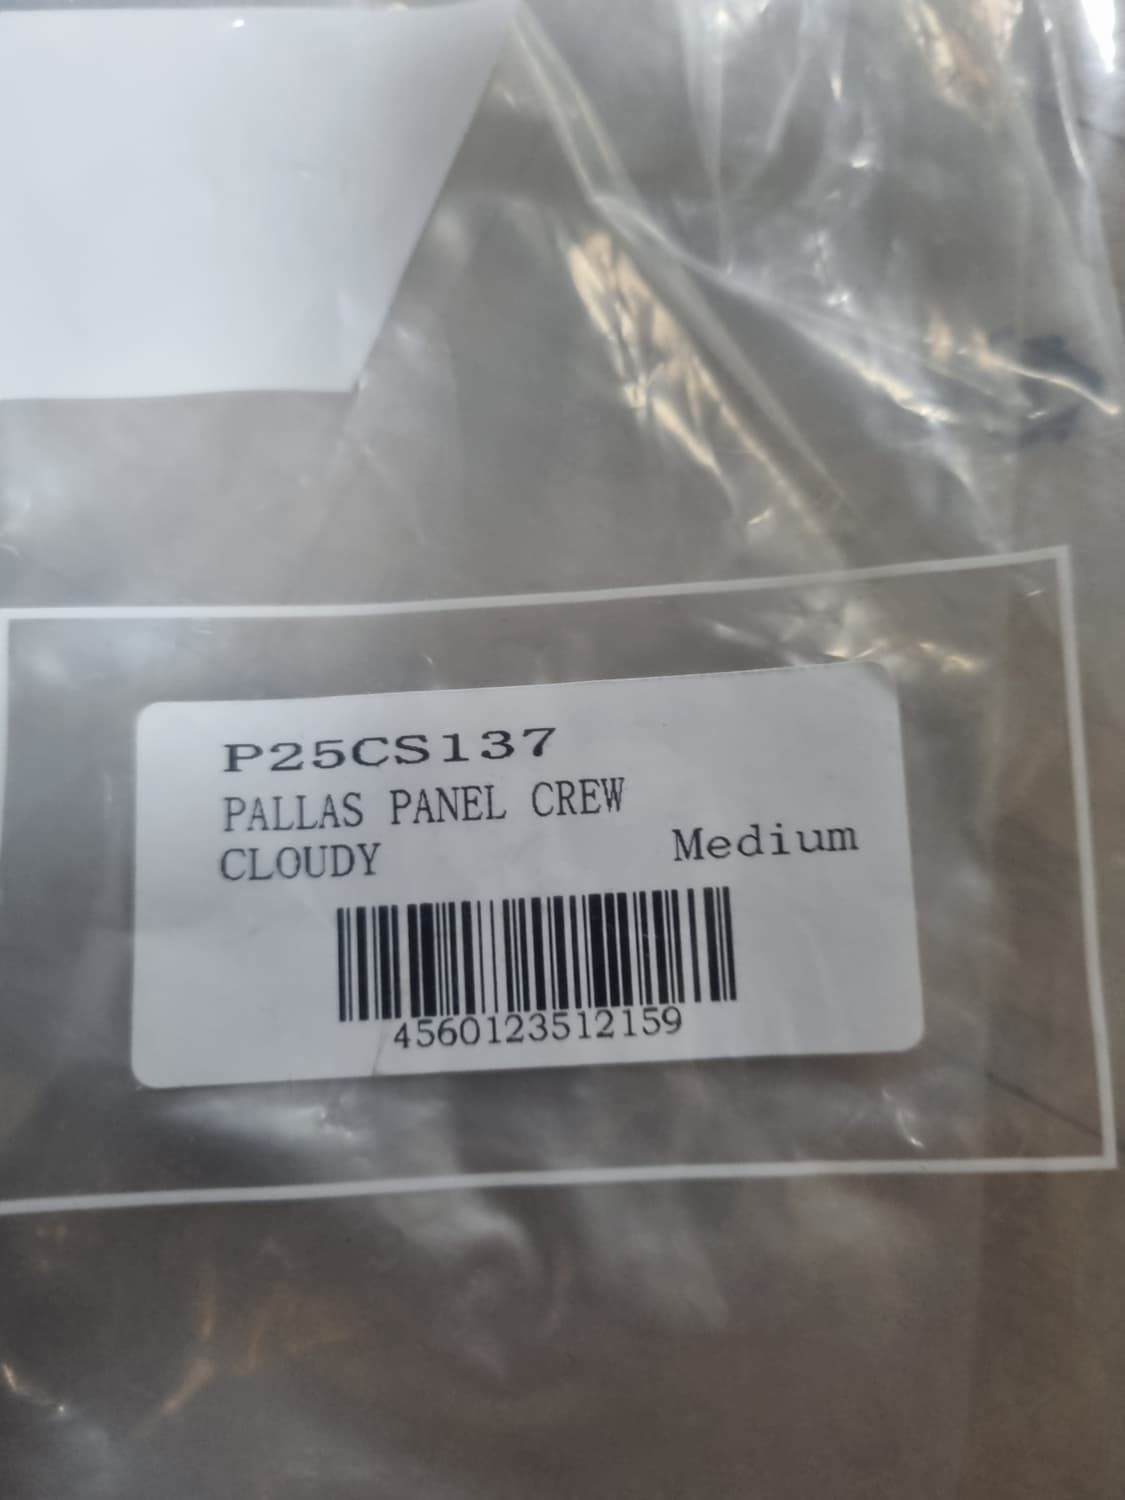 P25CS137
PALLAS PANEL CREW
CLOUDY Medium
4560123512159